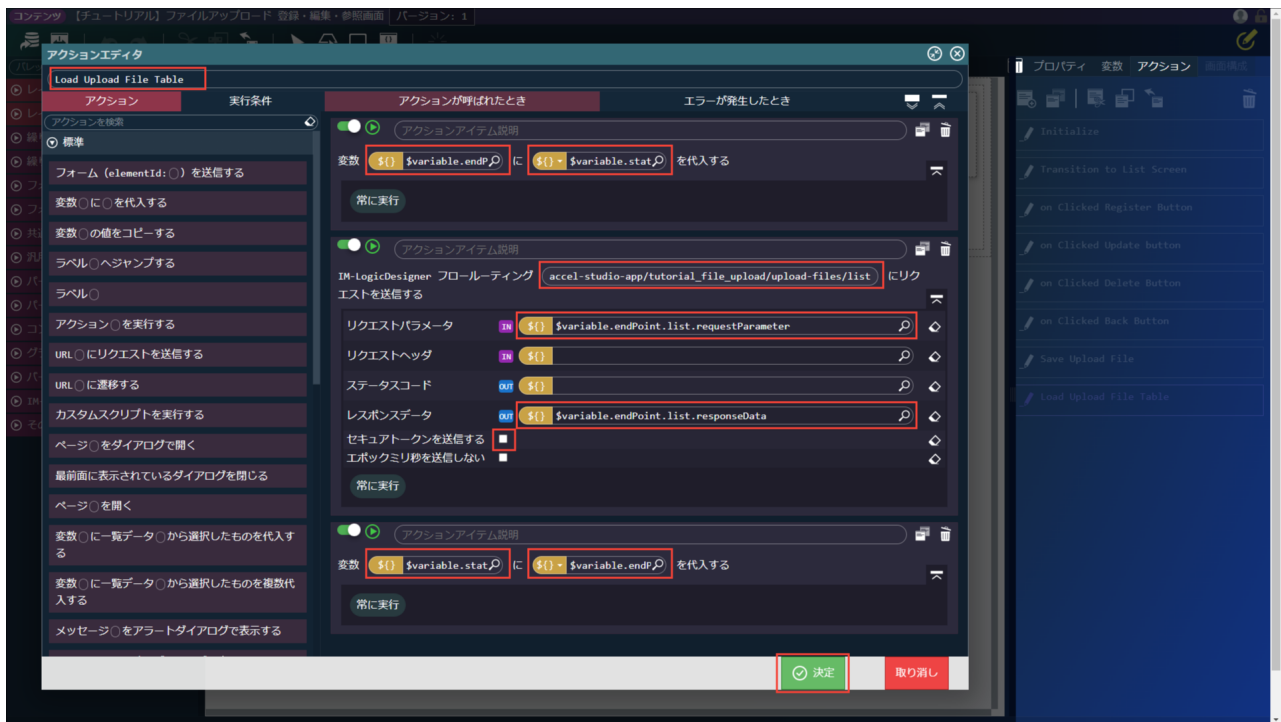 コンテンツ 【チュートリアル】ファイルアップロード 登録・編集・参照画面 バージョン: 1
アクションエディタ
Load Upload File Table
アクション 実行条件 アクションが呼ばれたとき エラーが発生したとき
プロパティ 変数 アクション 画面構成
アクションを検索
標準
フォーム (elementId:○) を送信する
変数○に○を代入する
変数○の値をコピーする
ラベル○へジャンプする
ラベル○
アクション○を実行する
URL○にリクエストを送信する
URL○に遷移する
カスタムスクリプトを実行する
ページ○をダイアログで開く
最前面に表示されているダイアログを閉じる
ページ○を開く
変数○に一覧データ○から選択したものを代入す
る
変数○に一覧データ○から選択したものを複数代
入する
メッセージ○をアラートダイアログで表示する
アクションアイテム説明
変数 ${} $variable.endP に ${} $variable.stat を代入する
常に実行
アクションアイテム説明
IM-LogicDesigner フロールーティング accel-studio-app/tutorial_file_upload/upload-files/list にリク
エストを送信する
リクエストパラメータ IN ${} $variable.endPoint.list.requestParameter
リクエストヘッダ IN ${}
ステータスコード OUT ${}
レスポンスデータ OUT ${} $variable.endPoint.list.responseData
セキュアトークンを送信する
エポックミリ秒を送信しない
常に実行
アクションアイテム説明
変数 ${} $variable.stat に ${} $variable.endP を代入する
常に実行
決定 取り消し
Initialize
Transition to List Screen
on Clicked Register Button
on Clicked Update button
on Clicked Delete Button
on Clicked Back Button
Save Upload File
Load Upload File Table